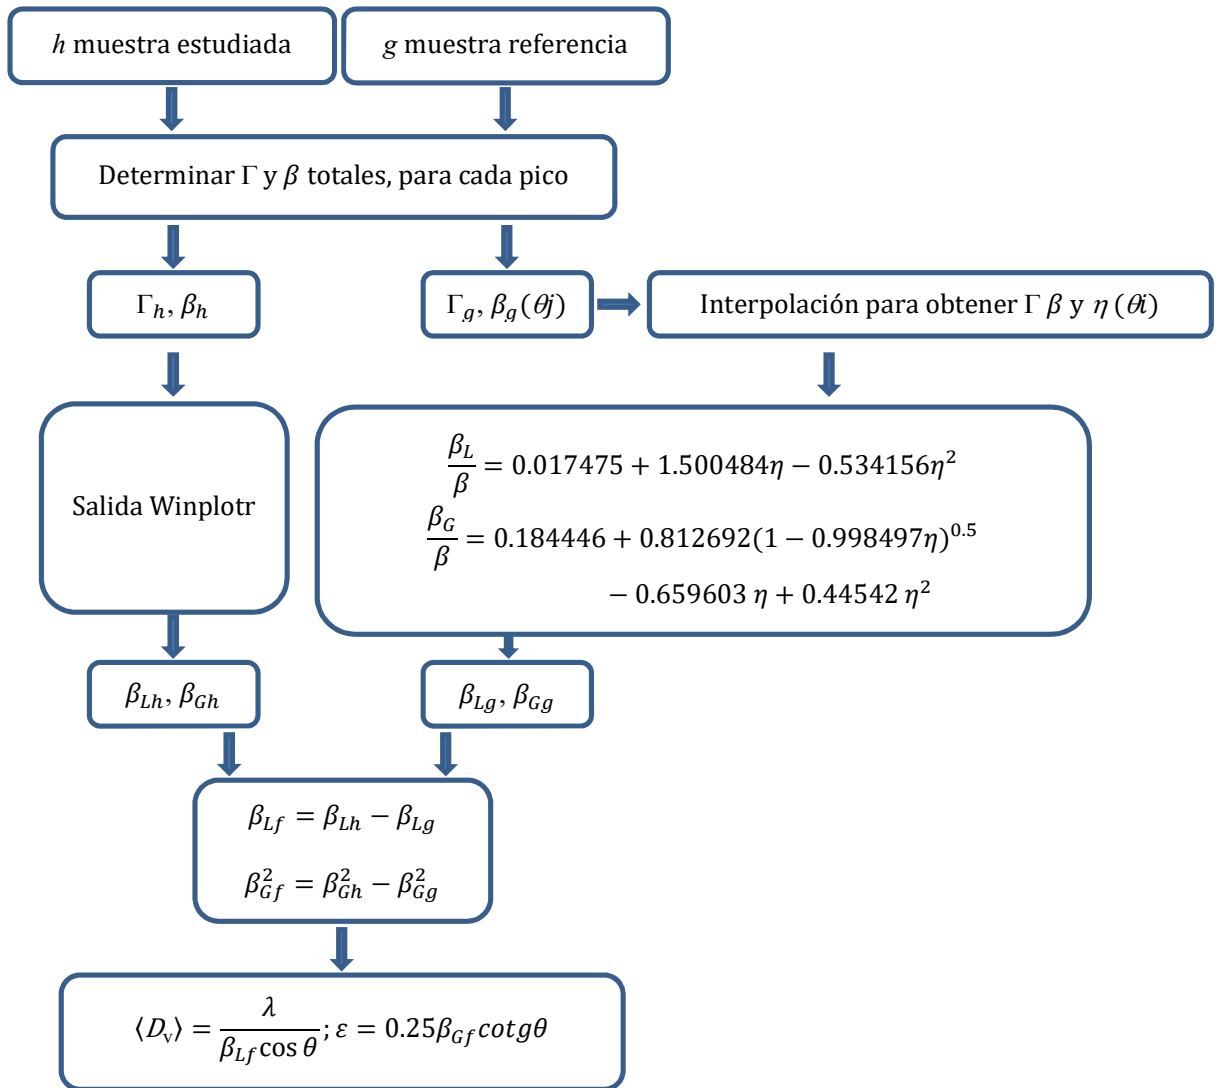 h muestra estudiada
g muestra referencia
Determinar Γ y β totales, para cada pico
Γ_h, β_h
Γ_g, β_g(θj)
Interpolación para obtener Γ β y η (θi)
Salida Winplotr
β_L/β = 0.017475 + 1.500484η − 0.534156η²
β_G/β = 0.184446 + 0.812692(1 − 0.998497η)^0.5
− 0.659603 η + 0.44542 η²
β_Lh, β_Gh
β_Lg, β_Gg
β_Lf = β_Lh − β_Lg
β²_Gf = β²_Gh − β²_Gg
⟨D_v⟩ = λ/(β_Lf cos θ); ε = 0.25β_Gf cotgθ